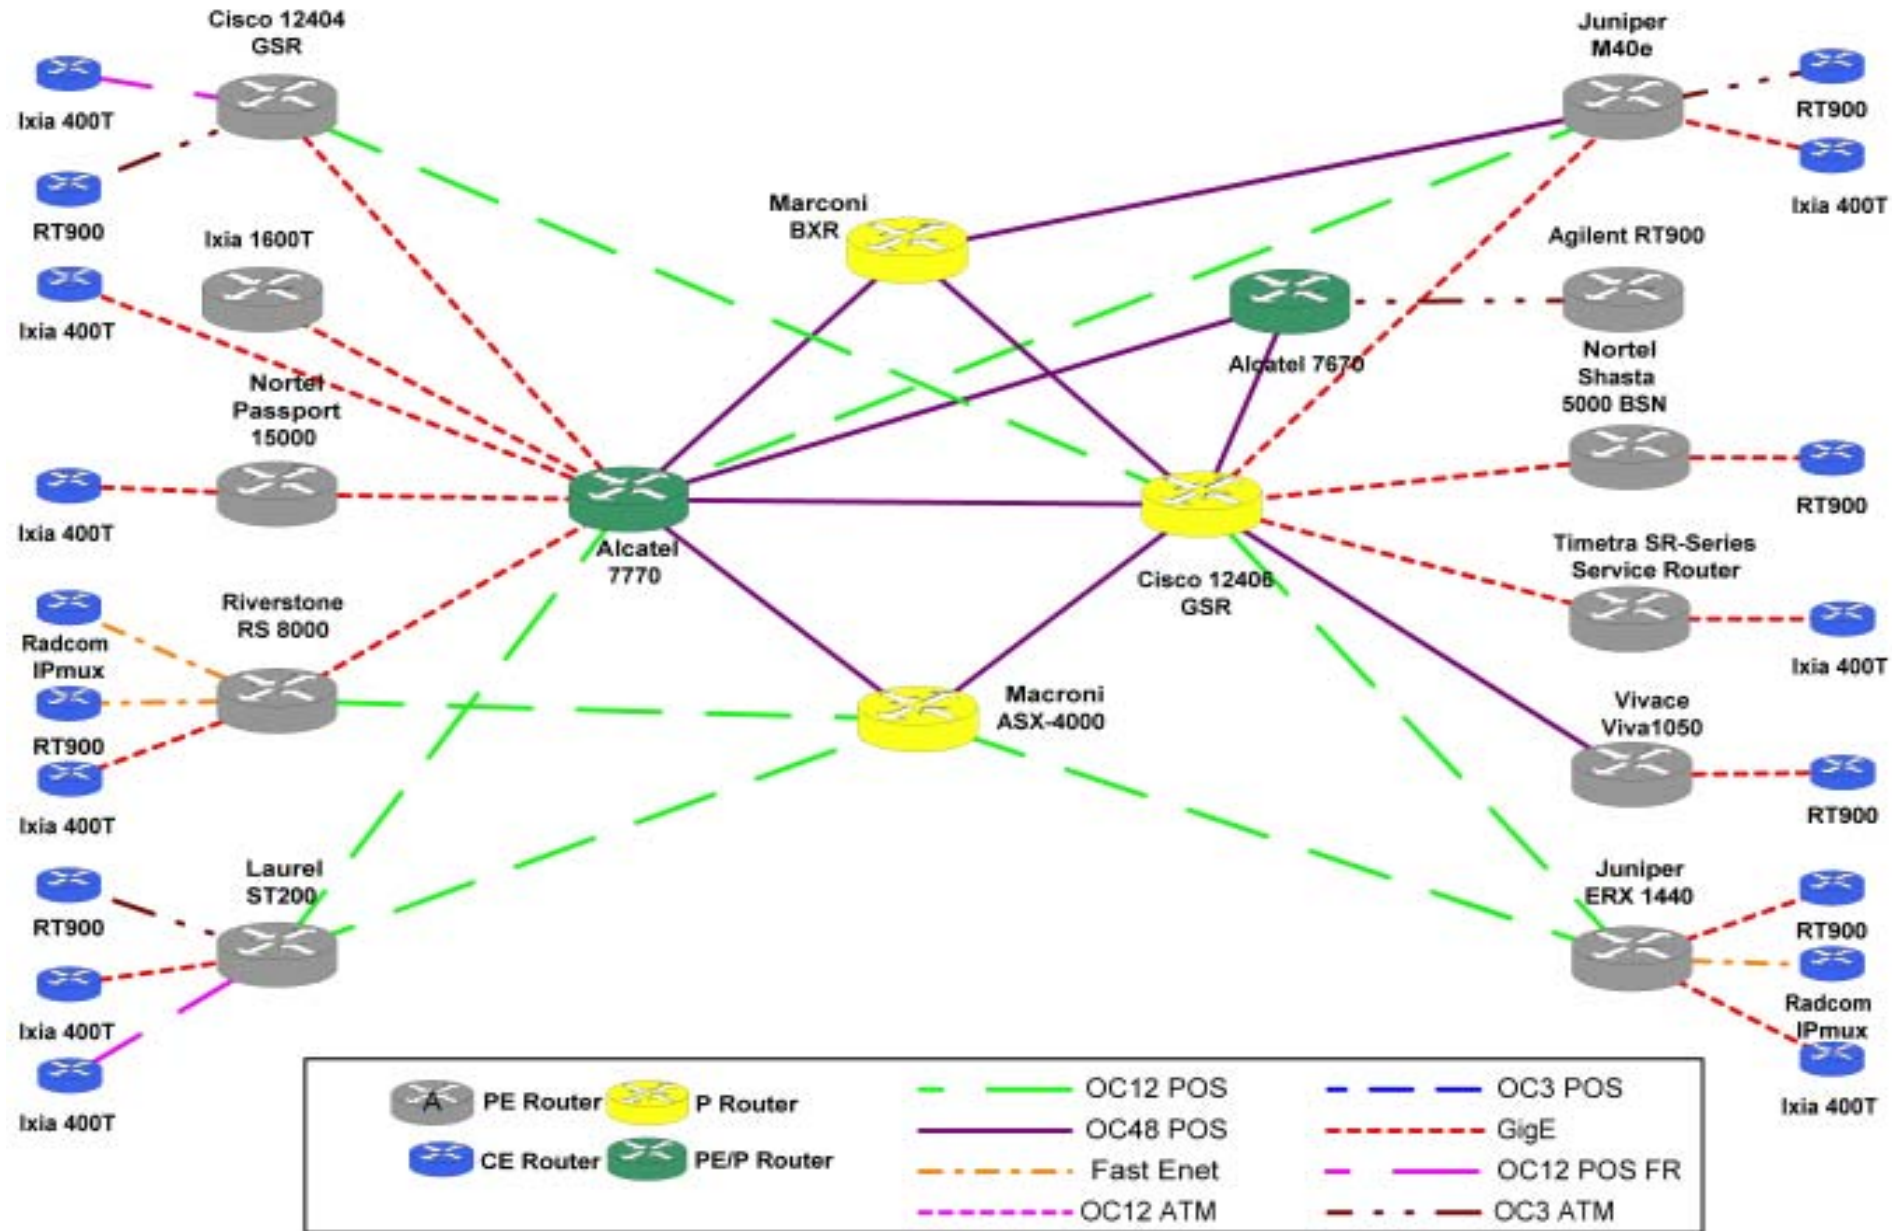 Cisco 12404
GSR
Ixia 400T
RT900
Ixia 1600T
Ixia 400T
Nortel
Passport
15000
Ixia 400T
Riverstone
RS 8000
Radcom
IPmux
RT900
Ixia 400T
Laurel
ST200
RT900
Ixia 400T
Ixia 400T
Marconi
BXR
Alcatel 7670
Alcatel
7770
Cisco 12406
GSR
Macroni
ASX-4000
Juniper
M40e
RT900
Ixia 400T
Agilent RT900
Nortel
Shasta
5000 BSN
RT900
Timetra SR-Series
Service Router
Ixia 400T
Vivace
Viva1050
RT900
Juniper
ERX 1440
RT900
Radcom
IPmux
Ixia 400T
A
PE Router
P Router
CE Router
PE/P Router
OC12 POS
OC48 POS
Fast Enet
OC12 ATM
OC3 POS
GigE
OC12 POS FR
OC3 ATM